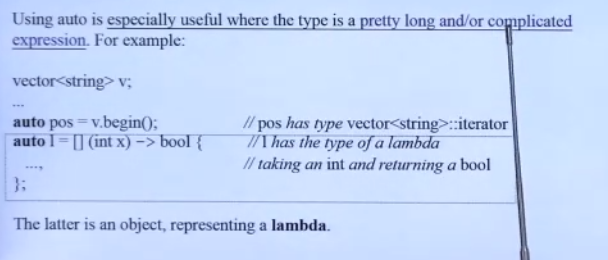 Using auto is especially useful where the type is a pretty long and/or complicated
expression. For example:
vector<string> v;
...
auto pos = v.begin(); // pos has type vector<string>::iterator
auto l = [] (int x) –> bool { // l has the type of a lambda
...., // taking an int and returning a bool
};
The latter is an object, representing a lambda.